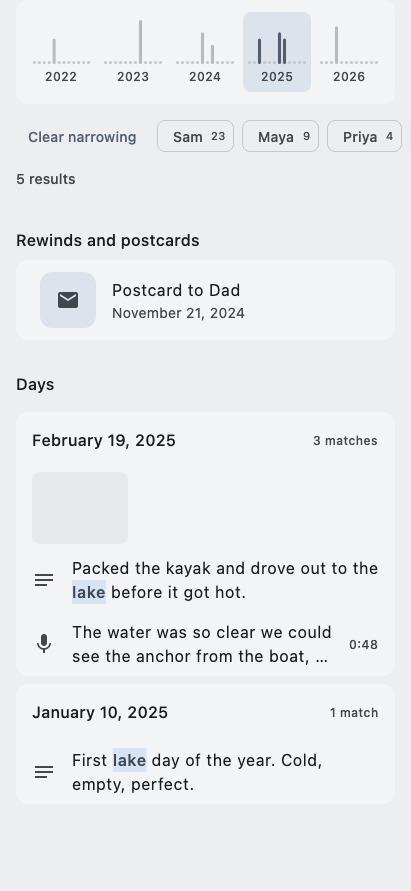 2022 2023 2024 2025 2026
Clear narrowing Sam 23 Maya 9 Priya 4
5 results
Rewinds and postcards
Postcard to Dad
November 21, 2024
Days
February 19, 2025 3 matches
Packed the kayak and drove out to the
lake before it got hot.
The water was so clear we could
see the anchor from the boat, ...
0:48
January 10, 2025 1 match
First lake day of the year. Cold,
empty, perfect.